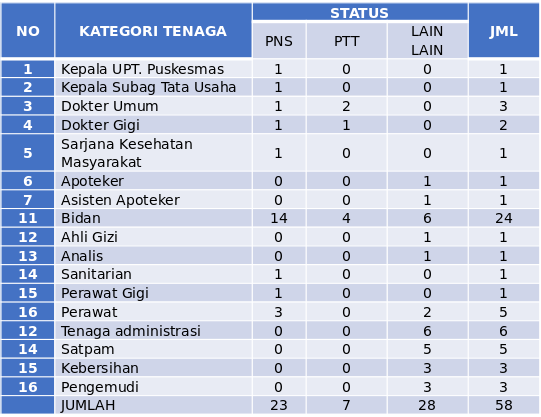 NO KATEGORI TENAGA STATUS JML
PNS PTT LAIN
LAIN
1 Kepala UPT. Puskesmas 1 0 0 1
2 Kepala Subag Tata Usaha 1 0 0 1
3 Dokter Umum 1 2 0 3
4 Dokter Gigi 1 1 0 2
5 Sarjana Kesehatan
Masyarakat 1 0 0 1
6 Apoteker 0 0 1 1
7 Asisten Apoteker 0 0 1 1
11 Bidan 14 4 6 24
12 Ahli Gizi 0 0 1 1
13 Analis 0 0 1 1
14 Sanitarian 1 0 0 1
15 Perawat Gigi 1 0 0 1
16 Perawat 3 0 2 5
12 Tenaga administrasi 0 0 6 6
14 Satpam 0 0 5 5
15 Kebersihan 0 0 3 3
16 Pengemudi 0 0 3 3
JUMLAH 23 7 28 58